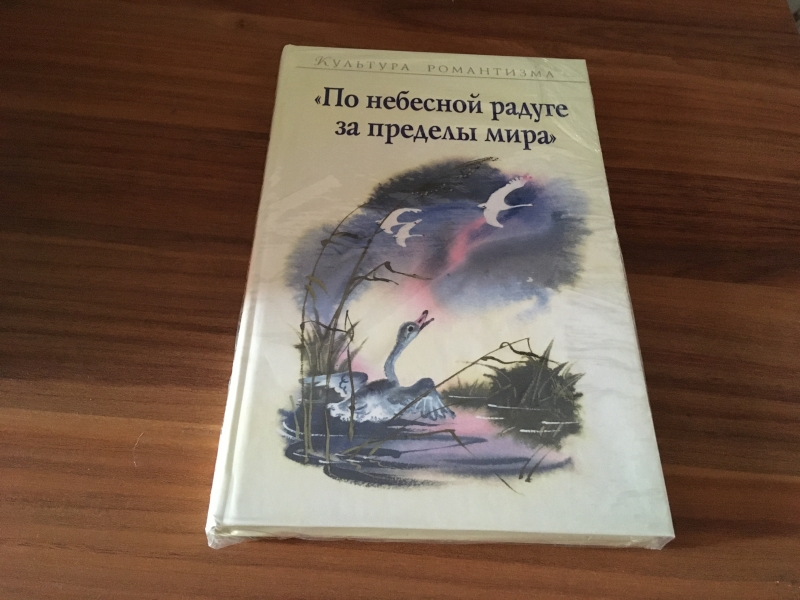 Культура романтизма
«По небесной радуге
за пределы мира»